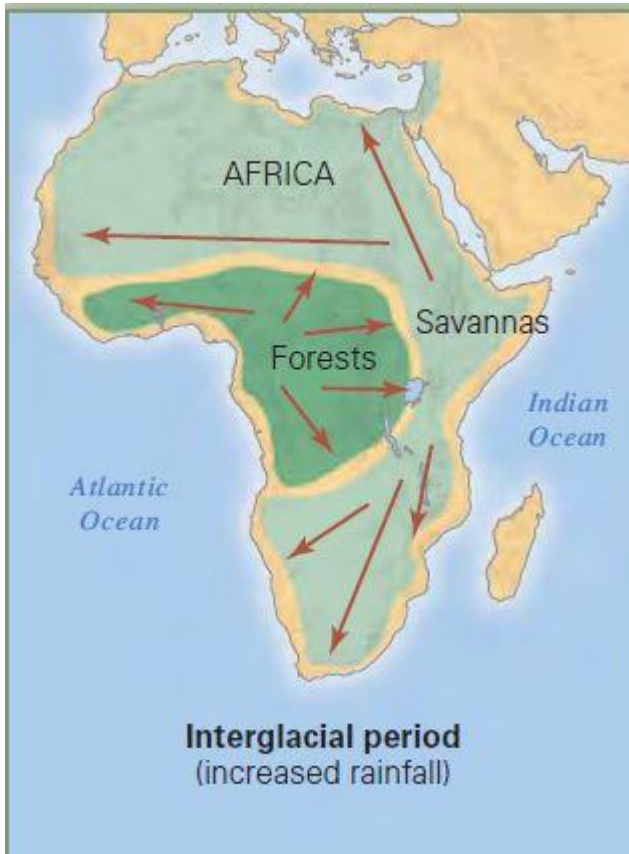 AFRICA
Savannas
Forests
Indian
Ocean
Atlantic
Ocean
Interglacial period
(increased rainfall)